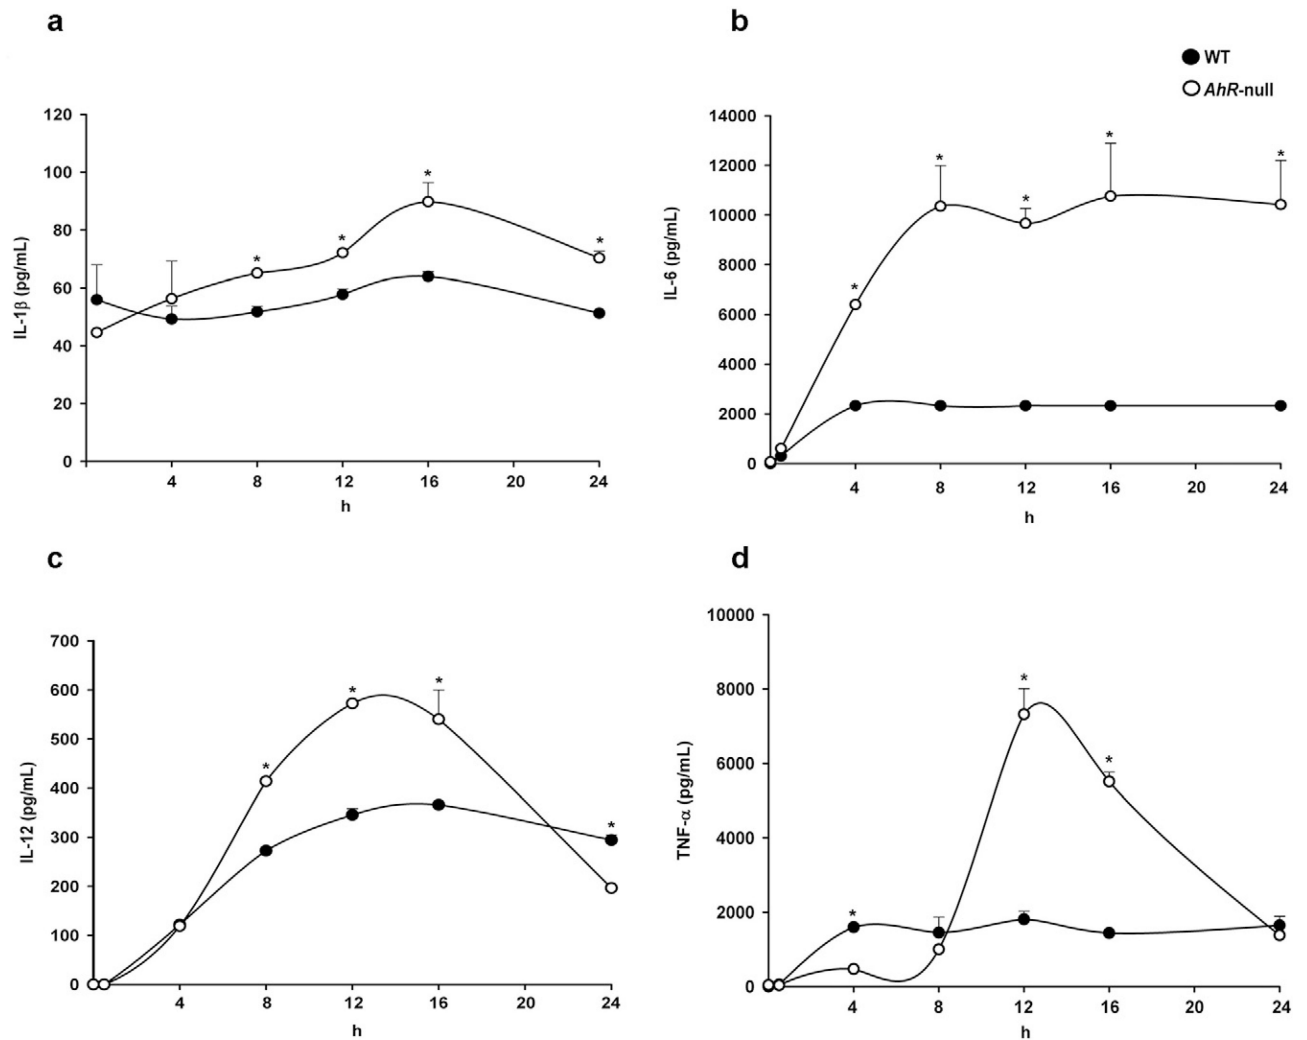 a
120
100
80
60
40
20
0
IL-1β (pg/mL)
* * * *
4 8 12 16 20 24
h
b
WT
AhR-null
14000
12000
10000
8000
6000
4000
2000
0
IL-6 (pg/mL)
* * * * *
4 8 12 16 20 24
h
c
700
600
500
400
300
200
100
0
IL-12 (pg/mL)
* * * *
4 8 12 16 20 24
h
d
10000
8000
6000
4000
2000
0
TNF-α (pg/mL)
* * *
4 8 12 16 20 24
h